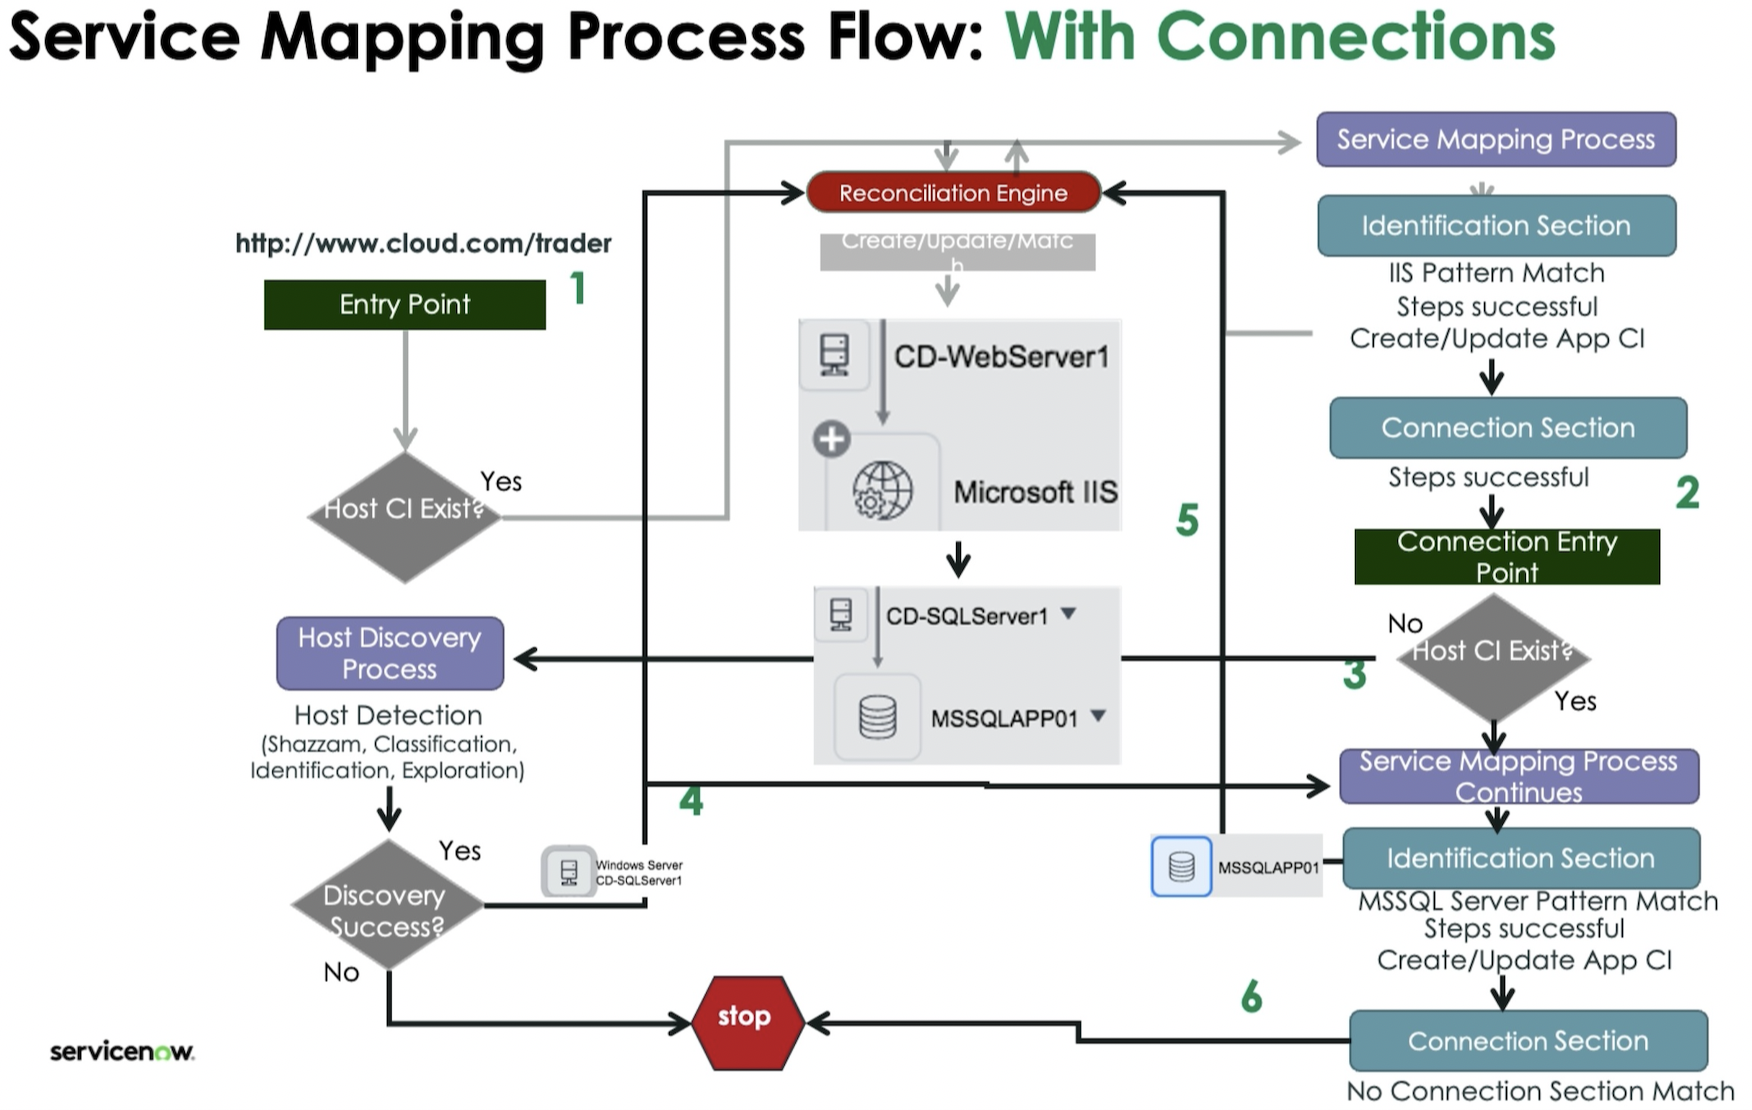 Service Mapping Process Flow: With Connections
Service Mapping Process
Reconciliation Engine
Identification Section
http://www.cloud.com/trader
Create/Update/Matc
h
IIS Pattern Match
Steps successful
Create/Update App CI
1
Entry Point
CD-WebServer1
Connection Section
Yes
Host CI Exist?
Microsoft IIS
Steps successful
2
5
Connection Entry
Point
CD-SQLServer1
No
Host CI Exist?
3
Yes
Host Discovery
Process
MSSQLAPP01
Host Detection
(Shazzam, Classification,
Identification, Exploration)
Service Mapping Process
Continues
4
Yes
Windows Server
CD-SQLServer1
MSSQLAPP01
Identification Section
Discovery
Success?
MSSQL Server Pattern Match
Steps successful
Create/Update App CI
No
stop
6
Connection Section
servicenow.
No Connection Section Match